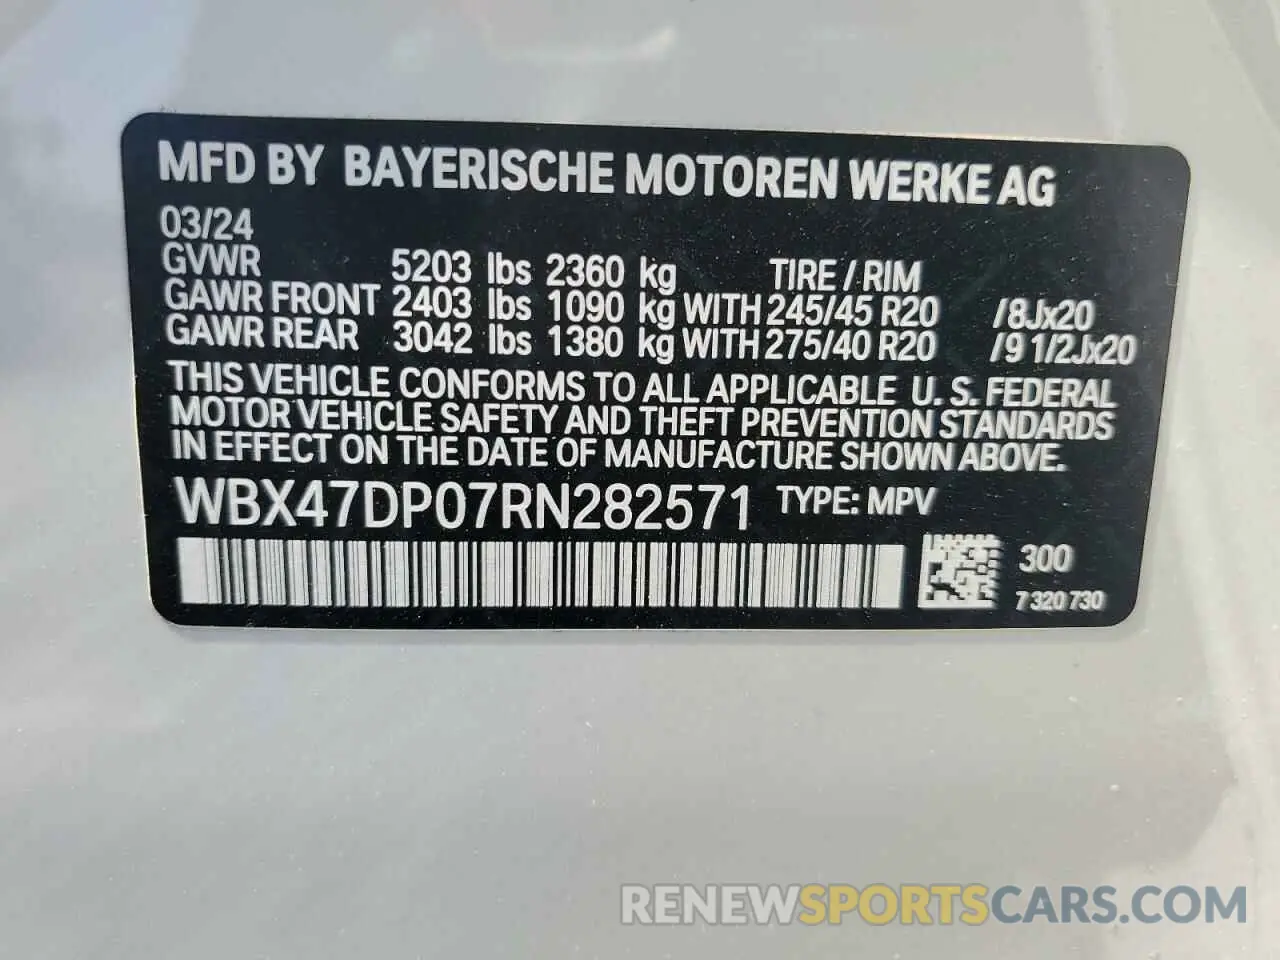 MFD BY BAYERISCHE MOTOREN WERKE AG
03/24
GVWR 5203 lbs 2360 kg TIRE / RIM
GAWR FRONT 2403 lbs 1090 kg WITH 245/45 R20 /8Jx20
GAWR REAR 3042 lbs 1380 kg WITH 275/40 R20 /9 1/2Jx20
THIS VEHICLE CONFORMS TO ALL APPLICABLE U. S. FEDERAL
MOTOR VEHICLE SAFETY AND THEFT PREVENTION STANDARDS
IN EFFECT ON THE DATE OF MANUFACTURE SHOWN ABOVE.
WBX47DP07RN282571 TYPE: MPV
300
7 320 730
RENEWSPORTSCARS.COM